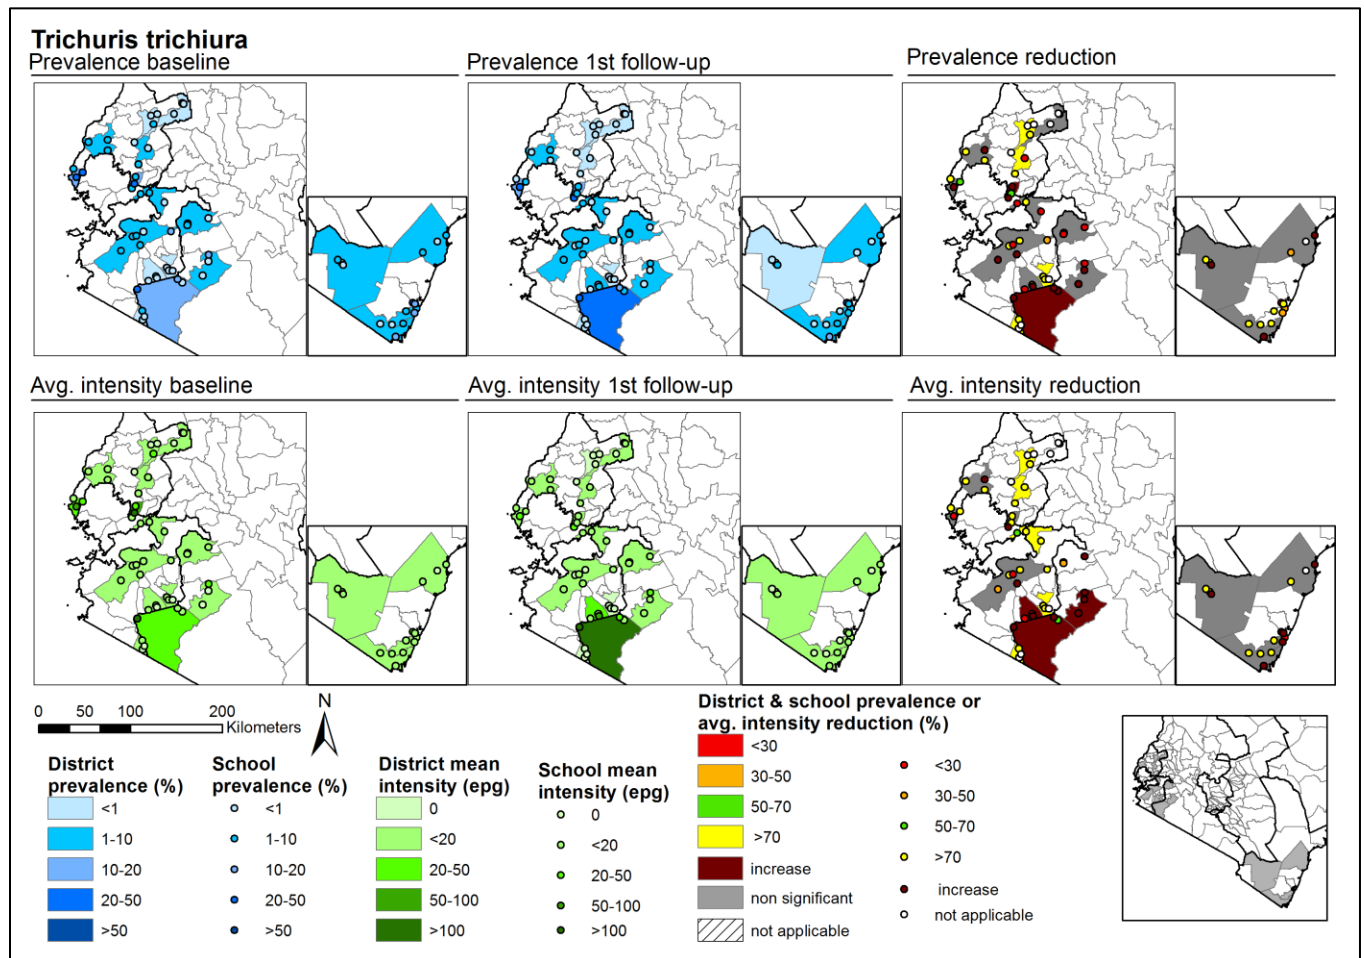 Trichuris trichiura
Prevalence baseline
Prevalence 1st follow-up
Prevalence reduction
Avg. intensity baseline
Avg. intensity 1st follow-up
Avg. intensity reduction
0 50 100 200
Kilometers
N
District
prevalence (%)
<1
1-10
10-20
20-50
>50
School
prevalence (%)
<1
1-10
10-20
20-50
>50
District mean
intensity (epg)
0
<20
20-50
50-100
>100
School mean
intensity (epg)
0
<20
20-50
50-100
>100
District & school prevalence or
avg. intensity reduction (%)
<30
30-50
50-70
>70
increase
non significant
not applicable
<30
30-50
50-70
>70
increase
not applicable